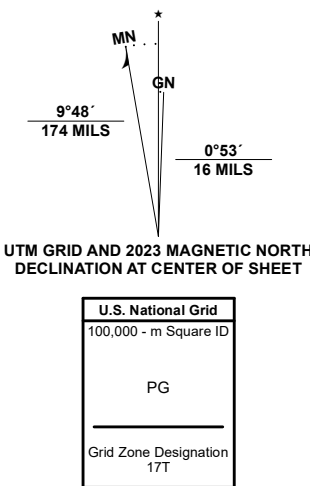 ★
MN
GN
9°48´
174 MILS
0°53´
16 MILS
UTM GRID AND 2023 MAGNETIC NORTH
DECLINATION AT CENTER OF SHEET
U.S. National Grid
100,000 - m Square ID
PG
Grid Zone Designation
17T